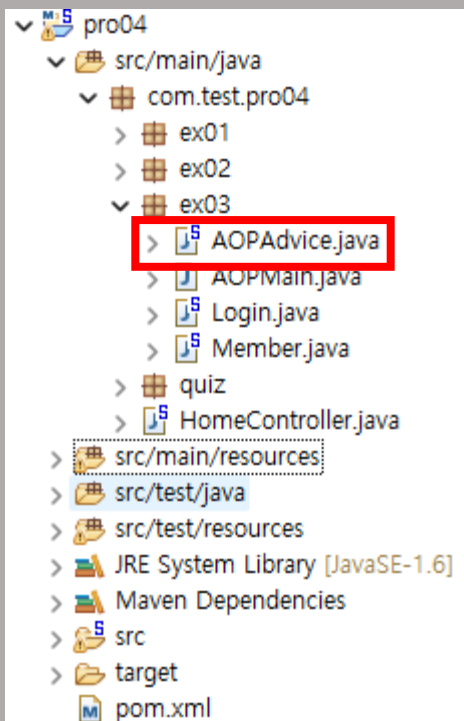 pro04
src/main/java
com.test.pro04
ex01
ex02
ex03
AOPAdvice.java
AOPMain.java
Login.java
Member.java
quiz
HomeController.java
src/main/resources
src/test/java
src/test/resources
JRE System Library [JavaSE-1.6]
Maven Dependencies
src
target
pom.xml